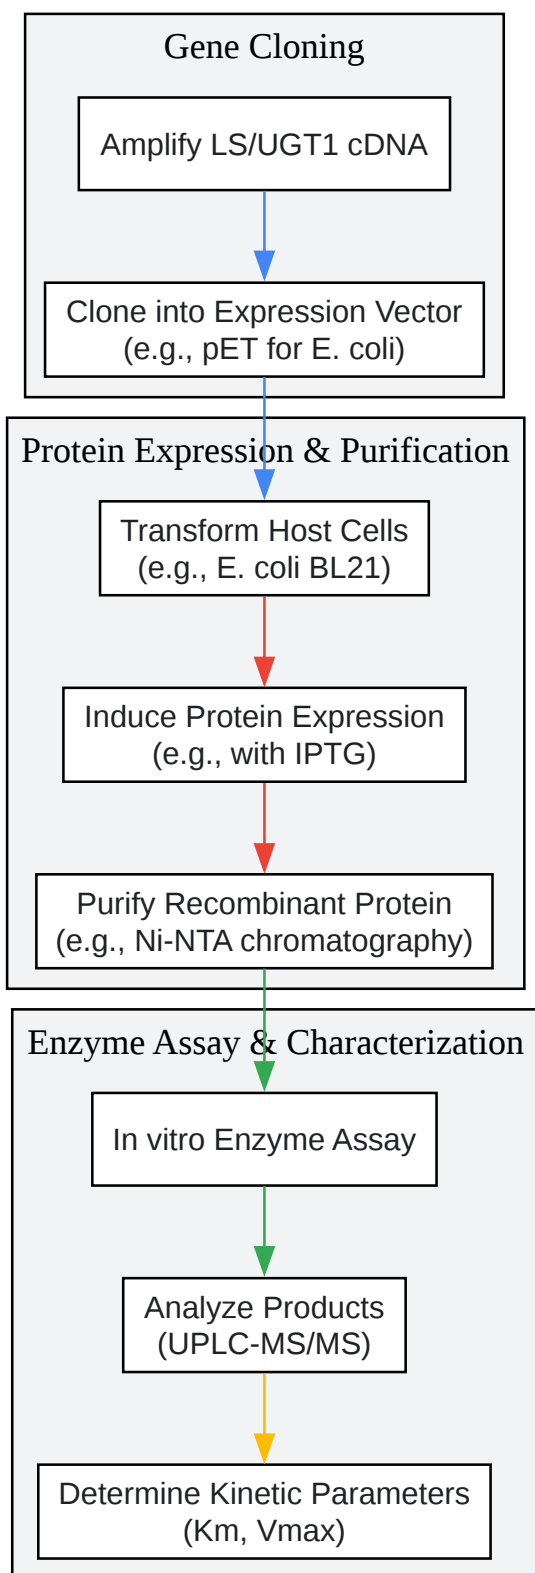 Gene Cloning
Amplify LS/UGT1 cDNA
Clone into Expression Vector
(e.g., pET for E. coli)
Protein Expression & Purification
Transform Host Cells
(e.g., E. coli BL21)
Induce Protein Expression
(e.g., with IPTG)
Purify Recombinant Protein
(e.g., Ni-NTA chromatography)
Enzyme Assay & Characterization
In vitro Enzyme Assay
Analyze Products
(UPLC-MS/MS)
Determine Kinetic Parameters
(Km, Vmax)